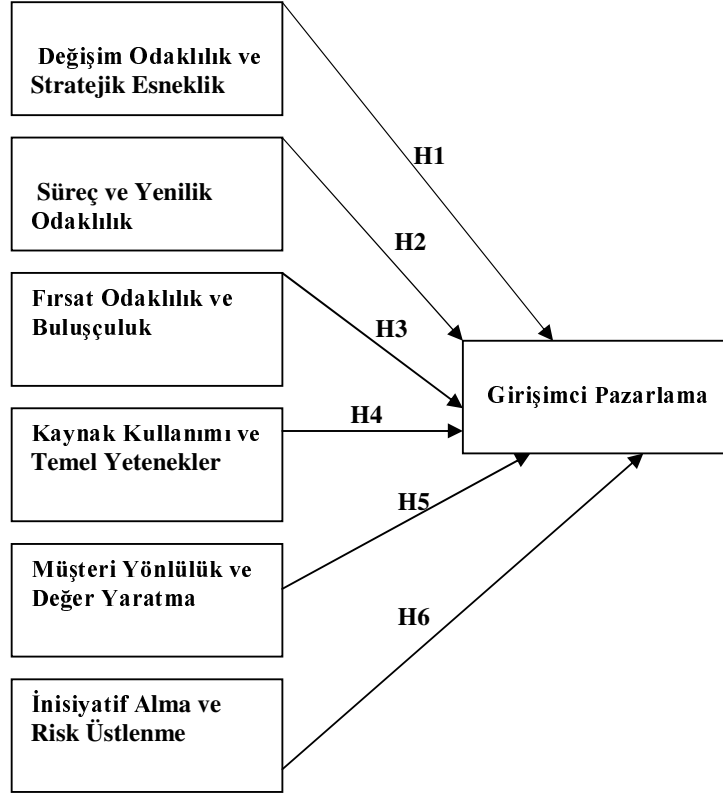 Değişim Odaklılık ve
Stratejik Esneklik
H1
Süreç ve Yenilik
Odaklılık
H2
Fırsat Odaklılık ve
Buluşçuluk
H3
Girişimci Pazarlama
Kaynak Kullanımı ve
Temel Yetenekler
H4
Müşteri Yönlülük ve
Değer Yaratma
H5
İnisiyatif Alma ve
Risk Üstlenme
H6